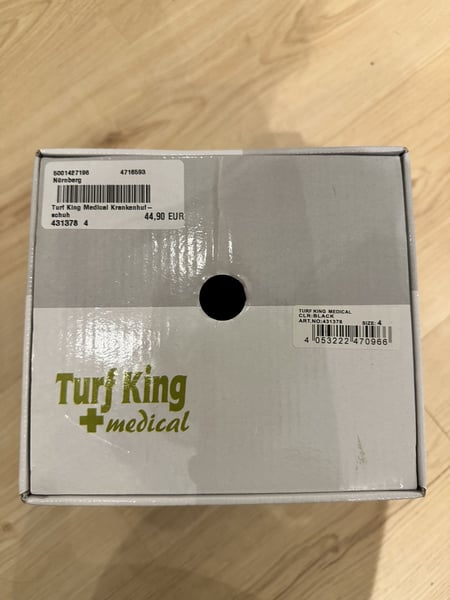 5001427196 4716593
Nürnberg
Turf King Medical Krankenhuf-
schuh 44,90 EUR
431378 4
TURF KING MEDICAL
CLR:BLACK
ART.NO:431378 SIZE: 4
4 053222 470966
Turf King
medical